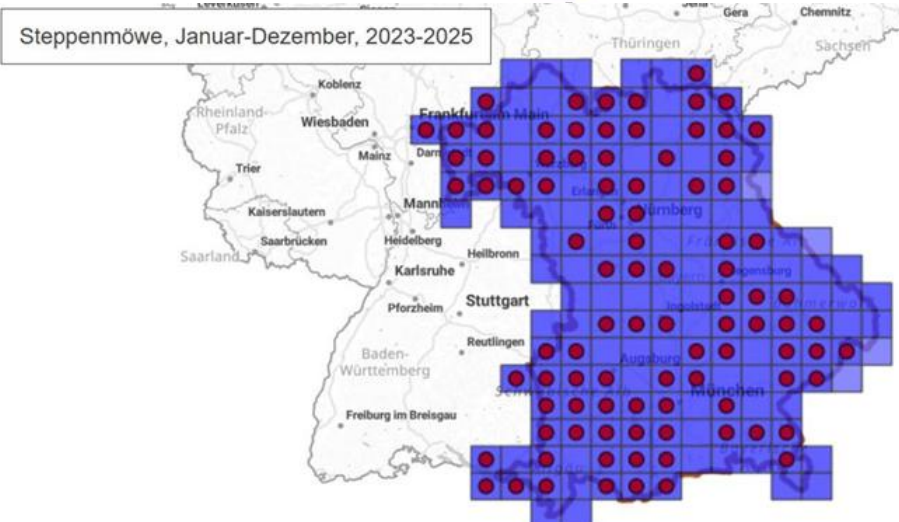 Leverkusen
Gera
Chemnitz
Steppenmöwe, Januar-Dezember, 2023-2025
Thüringen
Sachsen
Koblenz
Rheinland-
Pfalz
Wiesbaden
Frankfurt am Main
Mainz
Trier
Mannheim
Kaiserslautern
Nürnberg
Saarbrücken
Heidelberg
Saarland
Heilbronn
Karlsruhe
Ingolstadt
Pforzheim
Stuttgart
Reutlingen
Baden-
Württemberg
Augsburg
München
Freiburg im Breisgau